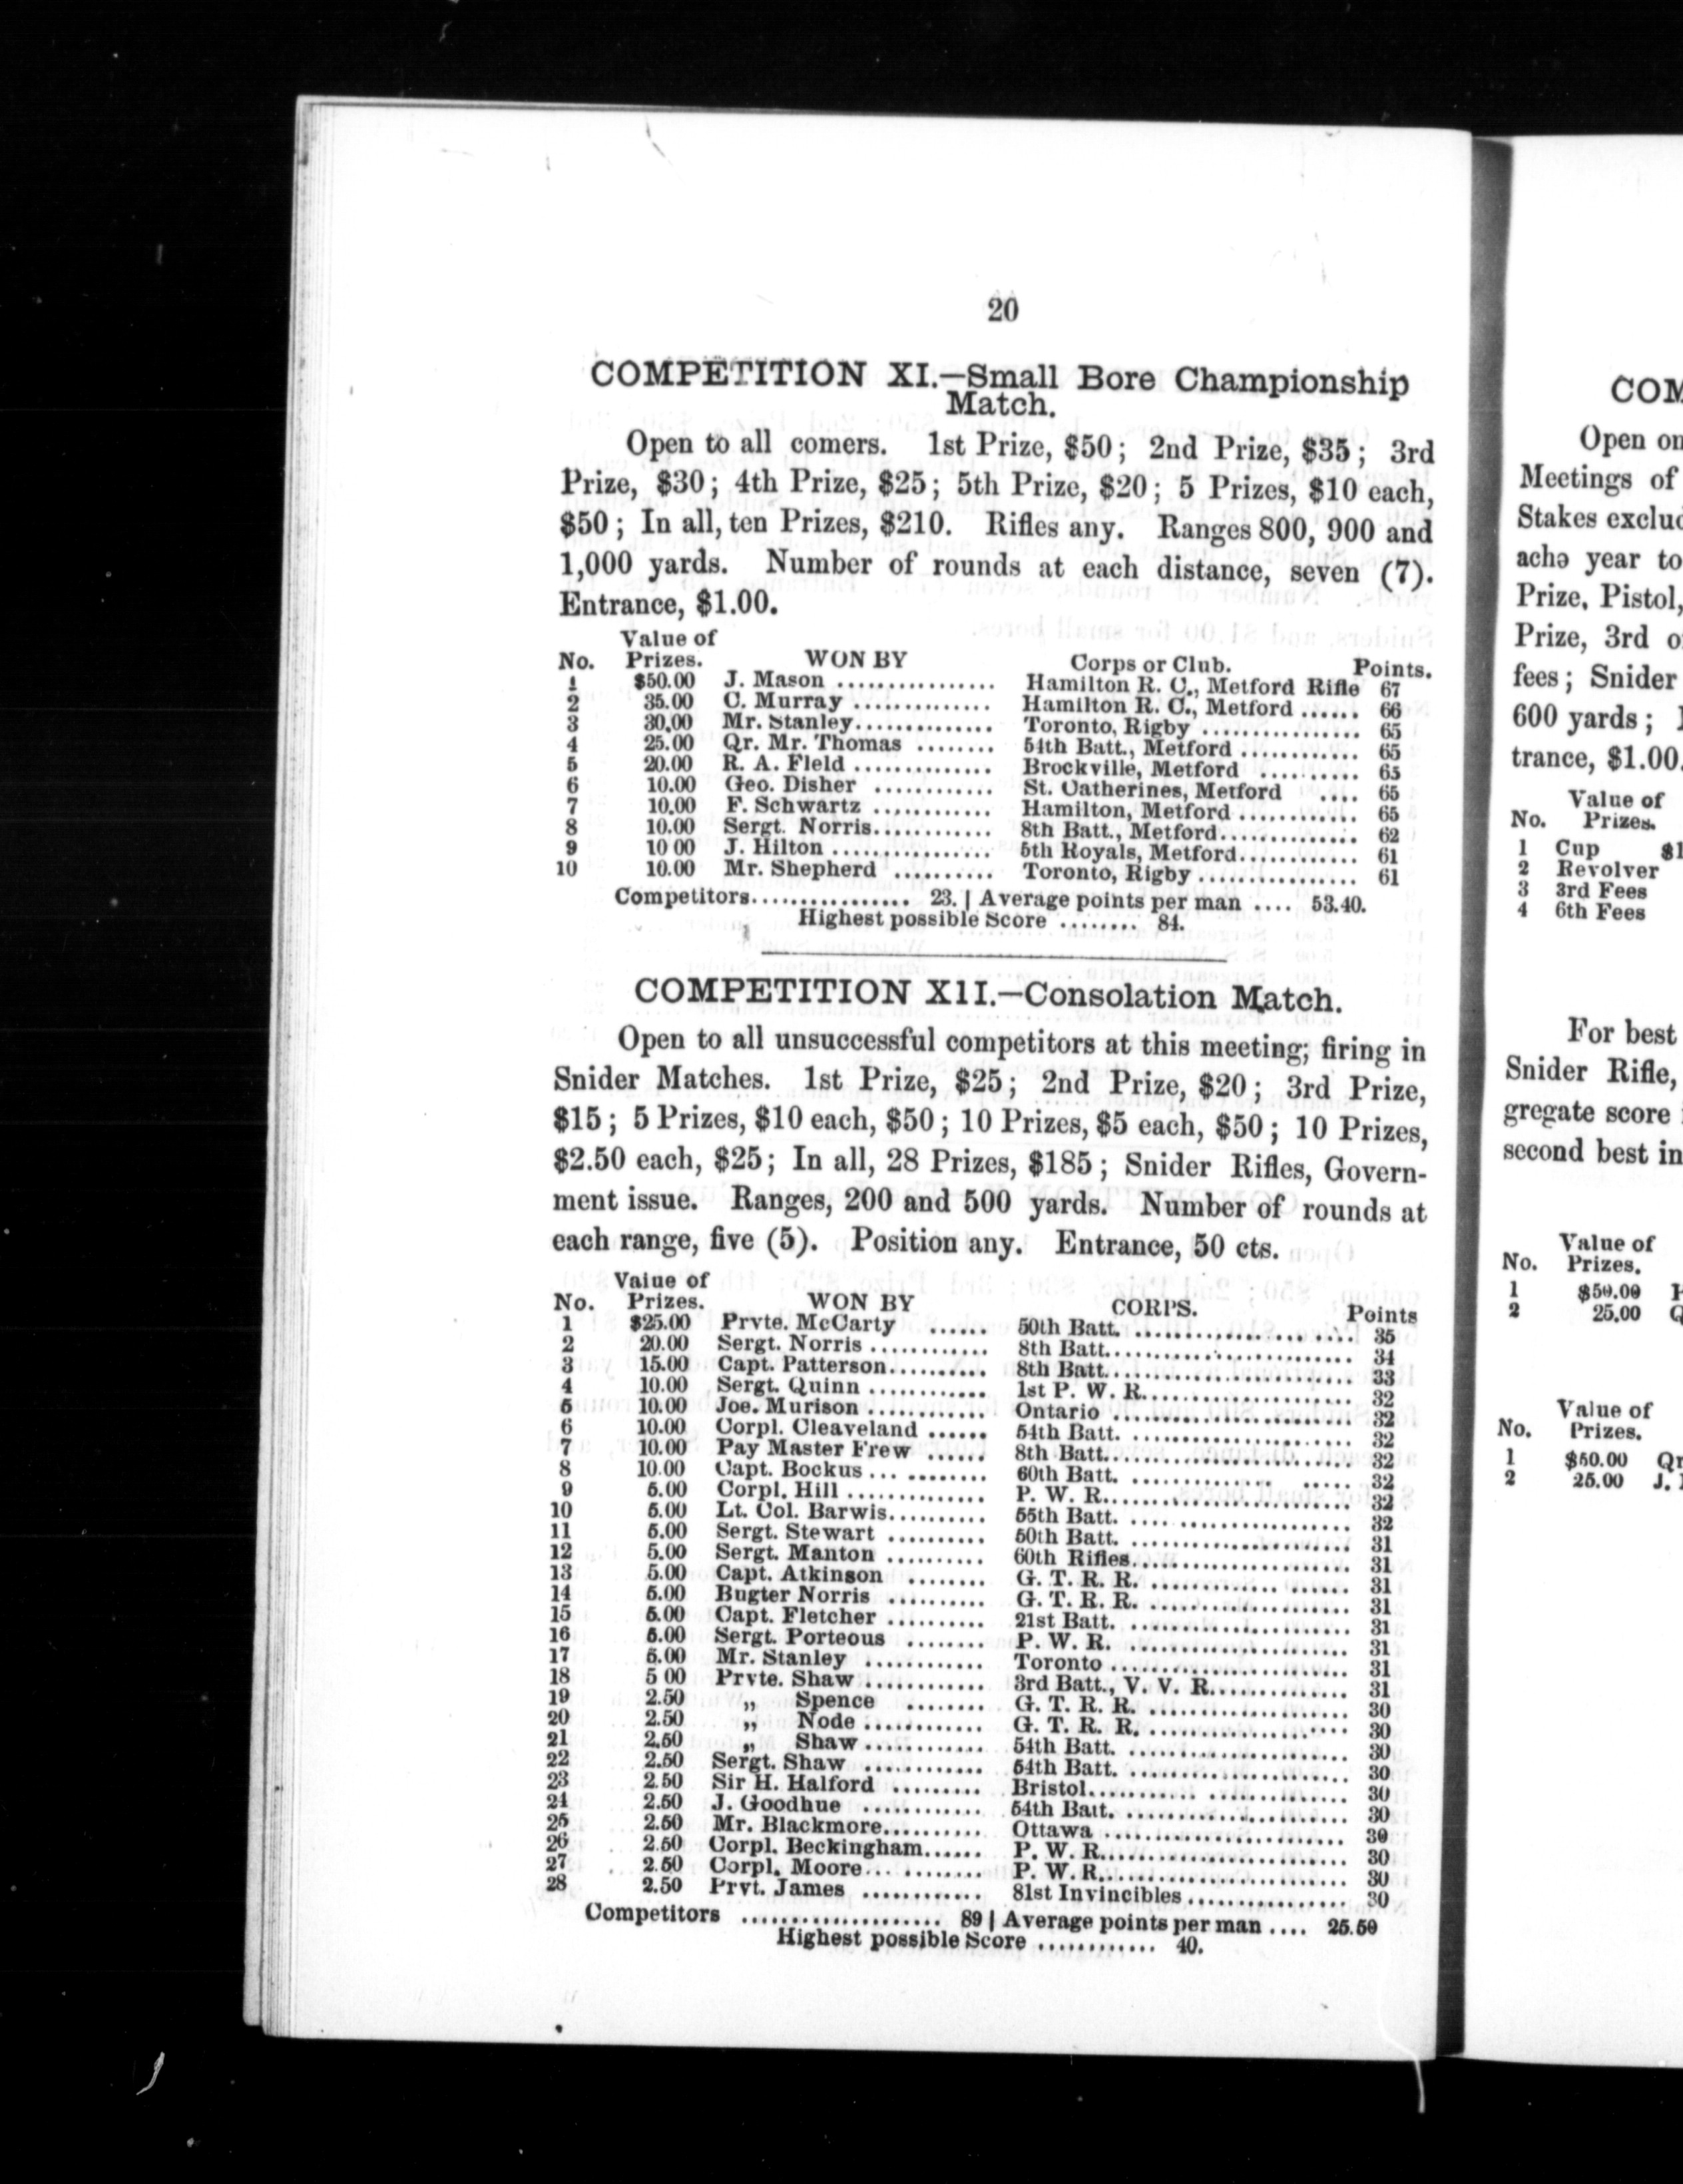 20
COMPETITION XI.—Small Bore Championship
Match.
Open to all comers. 1st Prize, $50; 2nd Prize, $35; 3rd
Prize, $30; 4th Prize, $25; 5th Prize, $20; 5 Prizes, $10 each,
$50; In all, ten Prizes, $210. Rifles any. Ranges 800, 900 and
1,000 yards. Number of rounds at each distance, seven (7).
Entrance, $1.00.
Value of
No. Prizes. WON BY Corps or Club. Points.
1 $50.00 J. Mason ................ Hamilton R. C., Metford Rifle 67
2 35.00 C. Murray .............. Hamilton R. C., Metford ...... 66
3 30.00 Mr. Stanley............. Toronto, Rigby ............... 65
4 25.00 Qr. Mr. Thomas ........ 54th Batt., Metford ........... 65
5 20.00 R. A. Field .............. Brockville, Metford .......... 65
6 10.00 Geo. Disher ............ St. Catherines, Metford .... 65
7 10.00 F. Schwartz ............ Hamilton, Metford ............ 65
8 10.00 Sergt. Norris............ 8th Batt., Metford.............. 62
9 10 00 J. Hilton ................ 5th Royals, Metford............ 61
10 10.00 Mr. Shepherd .......... Toronto, Rigby ................ 61
Competitors................ 23. | Average points per man .... 53.40.
Highest possible Score ........ 84.
COMPETITION X1I.—Consolation Match.
Open to all unsuccessful competitors at this meeting; firing in
Snider Matches. 1st Prize, $25; 2nd Prize, $20; 3rd Prize,
$15; 5 Prizes, $10 each, $50; 10 Prizes, $5 each, $50; 10 Prizes,
$2.50 each, $25; In all, 28 Prizes, $185; Snider Rifles, Govern-
ment issue. Ranges, 200 and 500 yards. Number of rounds at
each range, five (5). Position any. Entrance, 50 cts.
Value of
No. Prizes. WON BY CORPS. Points
1 $25.00 Prvte. McCarty ...... 50th Batt. ........................ 35
2 20.00 Sergt. Norris ............ 8th Batt......................... 34
3 15.00 Capt. Patterson.......... 8th Batt......................... 33
4 10.00 Sergt. Quinn ............ 1st P. W. R..................... 32
5 10.00 Joe. Murison ............ Ontario ........................ 32
6 10.00 Corpl. Cleaveland ...... 54th Batt. ...................... 32
7 10.00 Pay Master Frew ...... 8th Batt......................... 32
8 10.00 Capt. Bockus ... ........ 60th Batt. ...................... 32
9 5.00 Corpl. Hill .............. P. W. R......................... 32
10 5.00 Lt. Col. Barwis.......... 55th Batt. .... ................. 32
11 5.00 Sergt. Stewart .......... 50th Batt. ...................... 31
12 5.00 Sergt. Manton .......... 60th Rifles...................... 31
13 5.00 Capt. Atkinson ........ G. T. R. R. .................... 31
14 5.00 Bugter Norris .......... G. T. R. R. .................... 31
15 5.00 Capt. Fletcher .......... 21st Batt. ...................... 31
16 5.00 Sergt. Porteous ........ P. W. R. ........................ 31
17 5.00 Mr. Stanley ............ Toronto ........................ 31
18 5 00 Prvte. Shaw ............ 3rd Batt., V. V. R.............. 31
19 2.50 „ Spence ........ G. T. R. R. .................... 30
20 2.50 „ Node ............ G. T. R. R. .................... 30
21 2.50 „ Shaw............ 54th Batt. ...................... 30
22 2.50 Sergt. Shaw ............ 54th Batt. ...................... 30
23 2.50 Sir H. Halford ......... Bristol.......... .............. 30
24 2.50 J. Goodhue ............ 54th Batt. ...................... 30
25 2.50 Mr. Blackmore.......... Ottawa ........................ 30
26 2.50 Corpl. Beckingham...... P. W. R......................... 30
27 2.50 Corpl. Moore............ P. W. R......................... 30
28 2.50 Prvt. James ............ 81st Invincibles ................ 30
Competitors .................... 89 | Average points per man .... 25.50
Highest possible Score ............ 40.
Open
Meetings of
Stakes
year to
Prize, Pistol,
Prize, 3rd
fees; Snider
600 yards;
trance, $1.00.
Value of
No. Prizes.
1 Cup
2 Revolver
3 3rd Fees
4 6th Fees
For best
Snider Rifle,
gregate score
second best in
Value of
No. Prizes.
1 $50.00
2 25.00
Value of
No. Prizes.
1 $50.00 Qr
2 25.00 J.